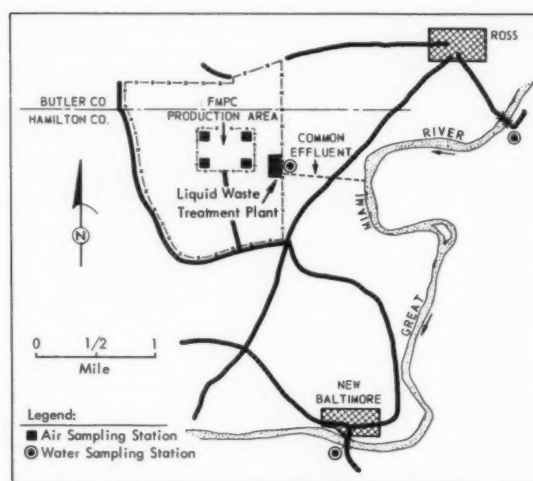 ROSS
BUTLER CO
HAMILTON CO.
FMPC
PRODUCTION AREA
COMMON
EFFLUENT
RIVER
MIAMI
GREAT
Liquid Waste
Treatment Plant
N
0 1/2 1
Mile
NEW
BALTIMORE
Legend:
Air Sampling Station
Water Sampling Station